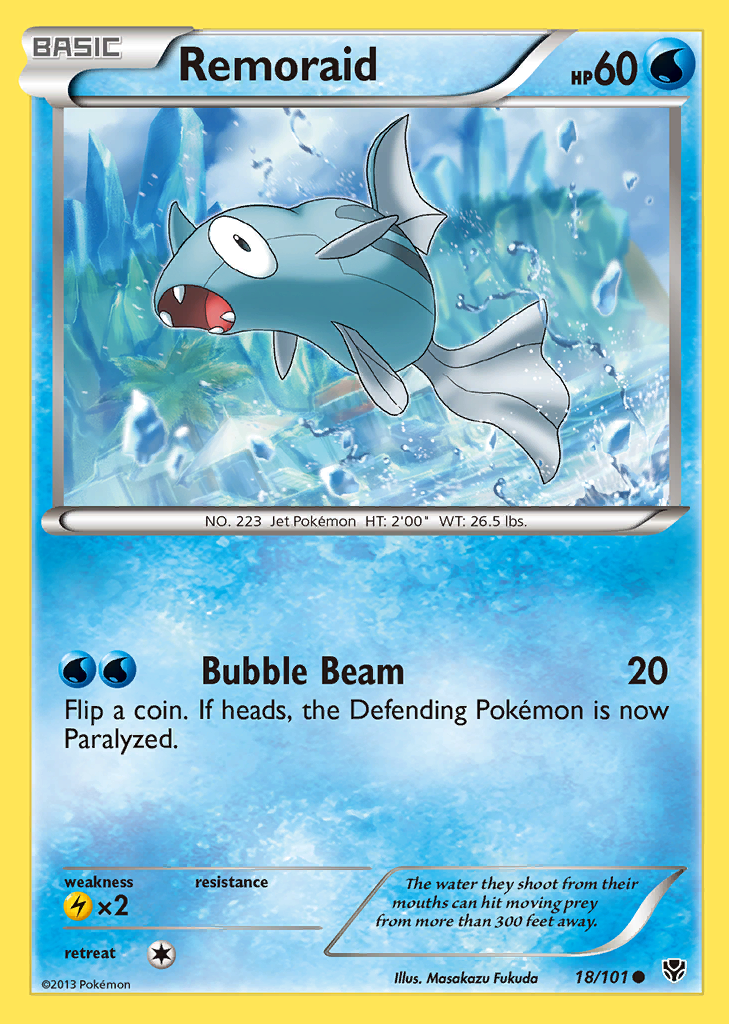 BASIC
Remoraid
HP60
NO. 223 Jet Pokémon HT: 2'00" WT: 26.5 lbs.
Bubble Beam 20
Flip a coin. If heads, the Defending Pokémon is now
Paralyzed.
weakness resistance
×2
The water they shoot from their
mouths can hit moving prey
from more than 300 feet away.
retreat
©2013 Pokémon
Illus. Masakazu Fukuda
18/101